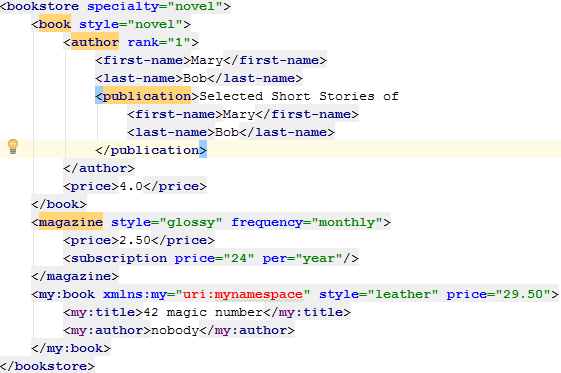 <bookstore specialty="novel">
<book style="novel">
<author rank="1">
<first-name>Mary</first-name>
<last-name>Bob</last-name>
<publication>Selected Short Stories of
<first-name>Mary</first-name>
<last-name>Bob</last-name>
</publication>
</author>
<price>4.0</price>
</book>
<magazine style="glossy" frequency="monthly">
<price>2.50</price>
<subscription price="24" per="year"/>
</magazine>
<my:book xmlns:my="uri:mynamespace" style="leather" price="29.50">
<my:title>42 magic number</my:title>
<my:author>nobody</my:author>
</my:book>
</bookstore>